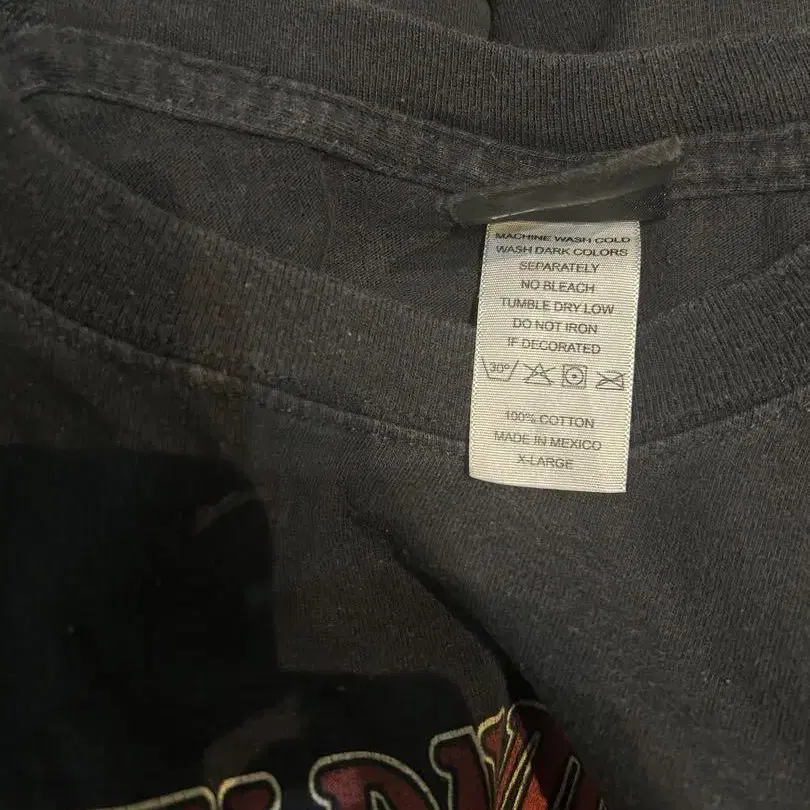 MACHINE WASH COLD
WASH DARK COLORS
SEPARATELY
NO BLEACH
TUMBLE DRY LOW
DO NOT IRON
IF DECORATED
30°
100% COTTON
MADE IN MEXICO
X-LARGE